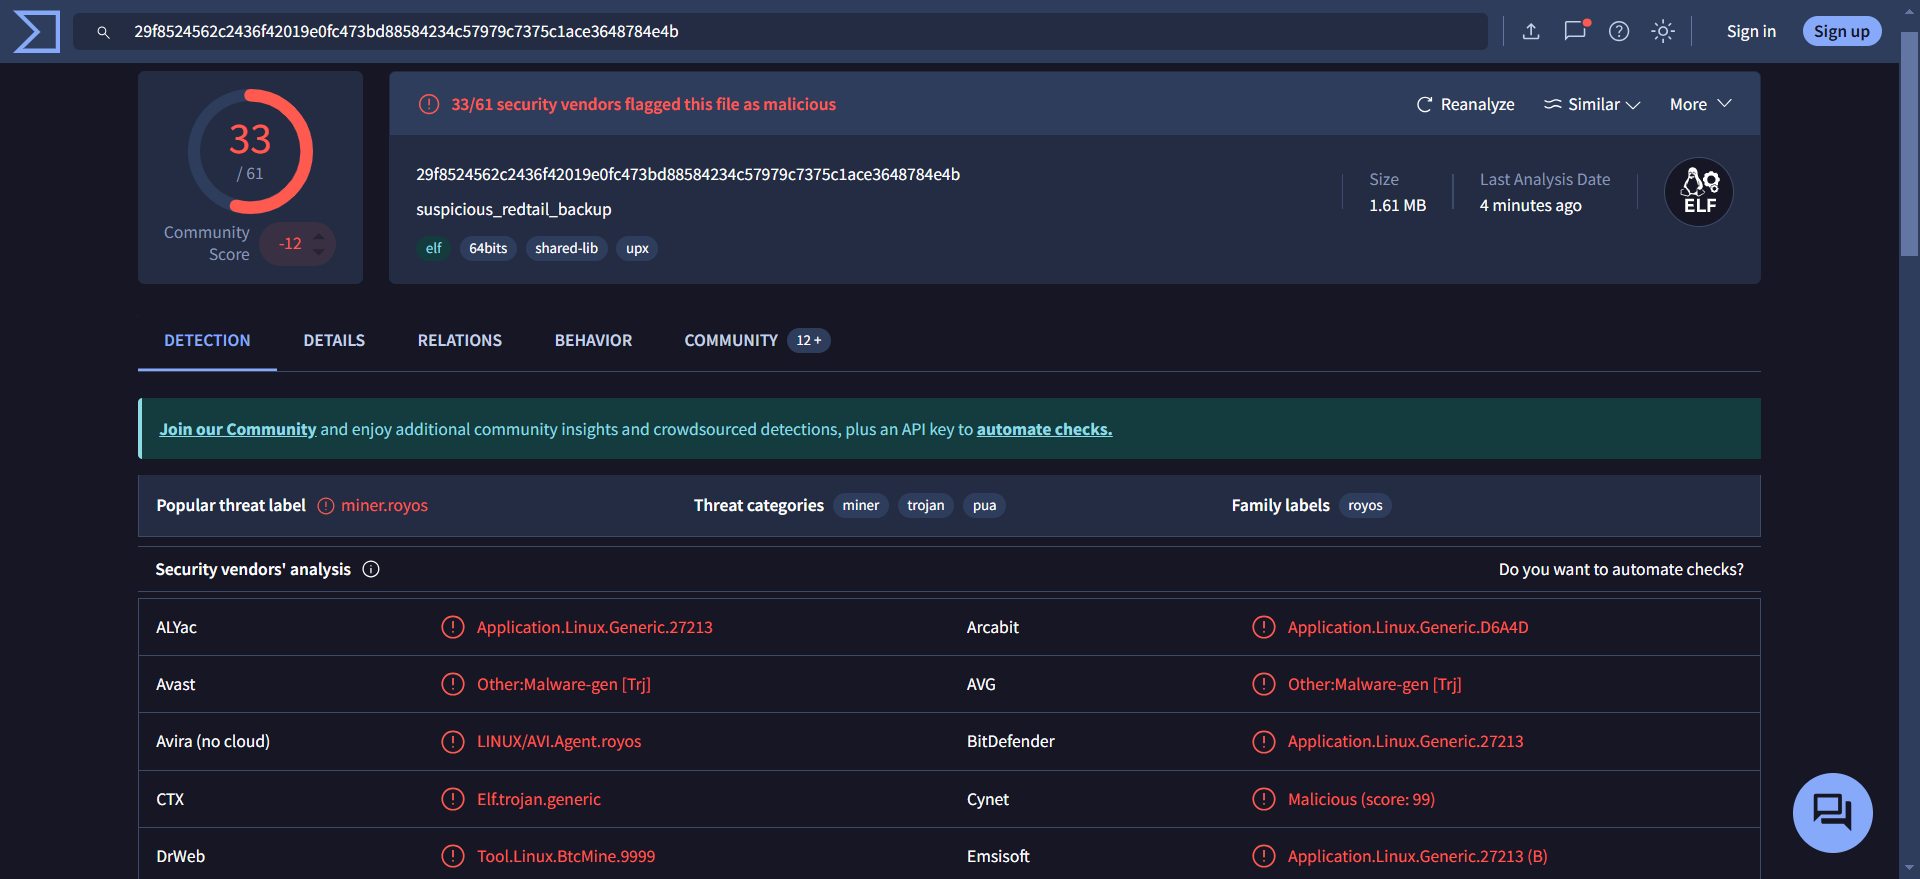 29f8524562c2436f42019e0fc473bd88584234c57979c7375c1ace3648784e4b
Sign in
Sign up
33
/ 61
Community
Score
-12
33/61 security vendors flagged this file as malicious
Reanalyze
Similar
More
29f8524562c2436f42019e0fc473bd88584234c57979c7375c1ace3648784e4b
suspicious_redtail_backup
elf
64bits
shared-lib
upx
Size
1.61 MB
Last Analysis Date
4 minutes ago
ELF
DETECTION
DETAILS
RELATIONS
BEHAVIOR
COMMUNITY
12 +
Join our Community and enjoy additional community insights and crowdsourced detections, plus an API key to automate checks.
Popular threat label
miner.royos
Threat categories
miner
trojan
pua
Family labels
royos
Security vendors' analysis
Do you want to automate checks?
ALYac
Application.Linux.Generic.27213
Arcabit
Application.Linux.Generic.D6A4D
Avast
Other:Malware-gen [Trj]
AVG
Other:Malware-gen [Trj]
Avira (no cloud)
LINUX/AVI.Agent.royos
BitDefender
Application.Linux.Generic.27213
CTX
Elf.trojan.generic
Cynet
Malicious (score: 99)
DrWeb
Tool.Linux.BtcMine.9999
Emsisoft
Application.Linux.Generic.27213 (B)